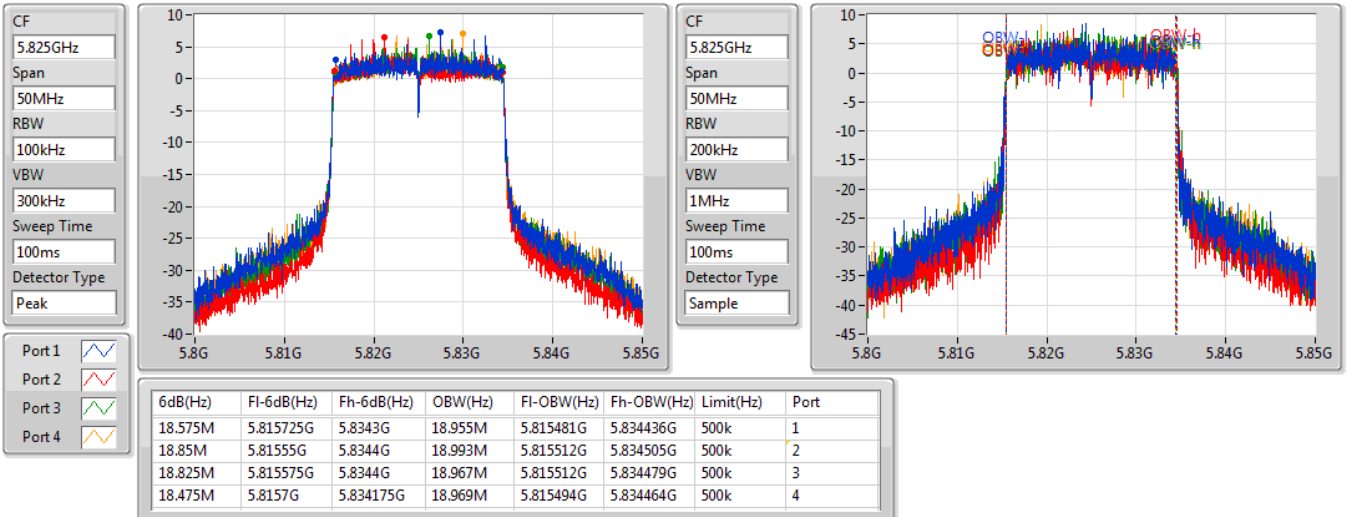 CF
5.825GHz
Span
50MHz
RBW
100kHz
VBW
300kHz
Sweep Time
100ms
Detector Type
Peak
10
5
0
-5
-10
-15
-20
-25
-30
-35
-40
5.8G 5.81G 5.82G 5.83G 5.84G 5.85G
CF
5.825GHz
Span
50MHz
RBW
200kHz
VBW
1MHz
Sweep Time
100ms
Detector Type
Sample
10
5
0
-5
-10
-15
-20
-25
-30
-35
-40
-45
OBW-l
OBW-h
5.8G 5.81G 5.82G 5.83G 5.84G 5.85G
Port 1
Port 2
Port 3
Port 4
6dB(Hz) Fl-6dB(Hz) Fh-6dB(Hz) OBW(Hz) Fl-OBW(Hz) Fh-OBW(Hz) Limit(Hz) Port
18.575M 5.815725G 5.8343G 18.955M 5.815481G 5.834436G 500k 1
18.85M 5.81555G 5.8344G 18.993M 5.815512G 5.834505G 500k 2
18.825M 5.815575G 5.8344G 18.967M 5.815512G 5.834479G 500k 3
18.475M 5.8157G 5.834175G 18.969M 5.815494G 5.834464G 500k 4